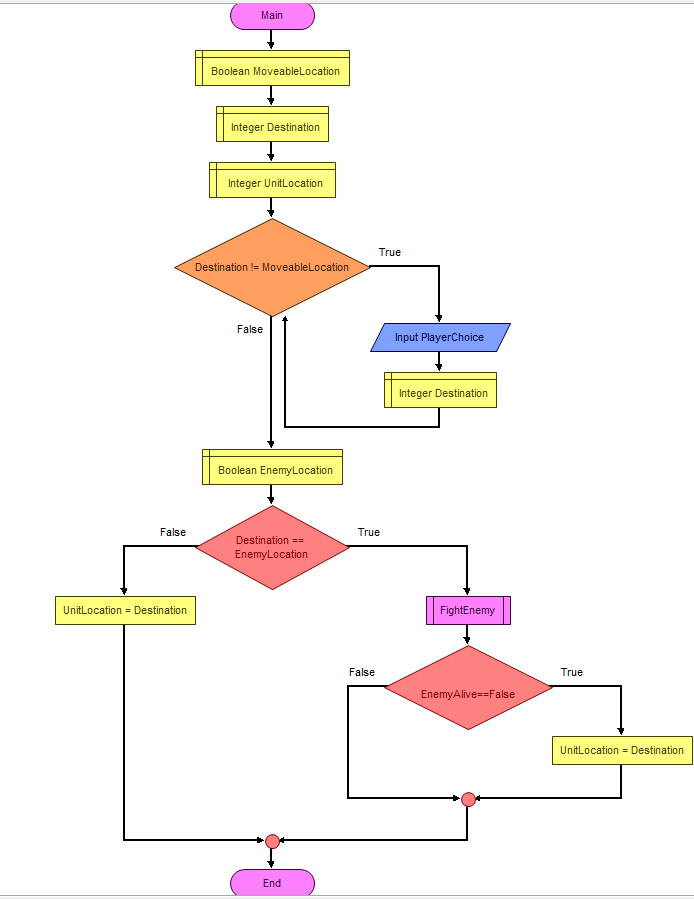 Main
Boolean MoveableLocation
Integer Destination
Integer UnitLocation
Destination != MoveableLocation
True
False
Input PlayerChoice
Integer Destination
Boolean EnemyLocation
Destination ==
EnemyLocation
False
True
UnitLocation = Destination
FightEnemy
EnemyAlive==False
False
True
UnitLocation = Destination
End